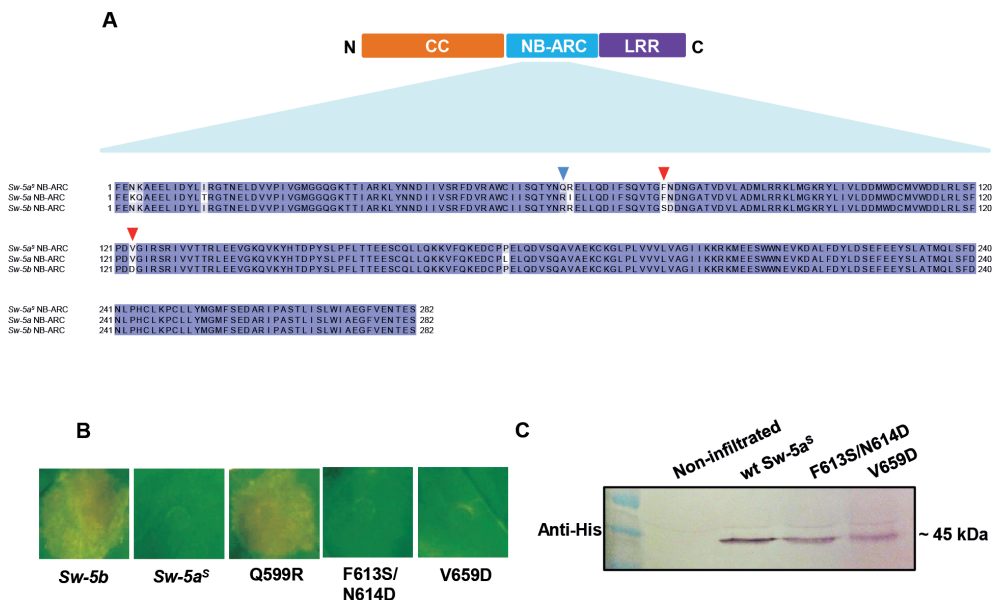 A
N CC NB-ARC LRR C
Sw-5aˢ NB-ARC 1 FENKAEELIDYLIRGTNELDVVPIVGMGGQGKTTIARKLYNNDIIVSRFDVRAWCIISQTYNQRELLQDIFSQVTGFNDNGATVDVLADMLRRKLMGKRYLIVLDDMWDCMVWDDLRLSF 120
Sw-5a NB-ARC 1 FEKQAEELIDYLTRGTNELDVVPIVGMGGQGKTTIARKLYNNDIIVSRFDVRAWCIISQTYNRIELLQDIFSQVTGFNDNGATVDVLADMLRRKLMGKRYLIVLDDMWDCMVWDDLRLSF 120
Sw-5b NB-ARC 1 FENKAEELIDYLTRGTNELDVVPIVGMGGQGKTTIARKLYNNDIIVSRFDVRAWCIISQTYNRRELLQDIFSQVTGSDDNGATVDVLADMLRRKLMGKRYLIVLDDMWDCMVWDDLRLSF 120
Sw-5aˢ NB-ARC 121 PDVGIRSRIVVTTRLEEVGKQVKYHTDPYSLPFLTTEESCQLLQKKVFQKEDCPPELQDVSQAVAEKCKGLPLVVVLVAGIIKKRKMEESWWNEVKDALFDYLDSEFEEYSLATMQLSFD 240
Sw-5a NB-ARC 121 PDVGIRSRIVVTTRLEEVGKQVKYHTDPYSLPFLTTEESCQLLQKKVFQKEDCPLELQDVSQAVAEKCKGLPLVVVLVAGIIKKRKMEESWWNEVKDALFDYLDSEFEEYSLATMQLSFD 240
Sw-5b NB-ARC 121 PDDGIRSRIVVTTRLEEVGKQVKYHTDPYSLPFLTTEESCQLLQKKVFQKEDCPPELQDVSQAVAEKCKGLPLVVVLVAGIIKKRKMEESWWNEVKDALFDYLDSEFEEYSLATMQLSFD 240
Sw-5aˢ NB-ARC 241 NLPHCLKPCLLYMGMFSEDARIPASTLISLWIAEGFVENTES 282
Sw-5a NB-ARC 241 NLPHCLKPCLLYMGMFSEDARIPASTLISLWIAEGFVENTES 282
Sw-5b NB-ARC 241 NLPHCLKPCLLYMGMFSEDARIPASTLISLWIAEGFVENTES 282
B
Sw-5b Sw-5aˢ Q599R F613S/ V659D
N614D
C
Non-infiltrated wt Sw-5aˢ F613S/N614D V659D
Anti-His ~ 45 kDa